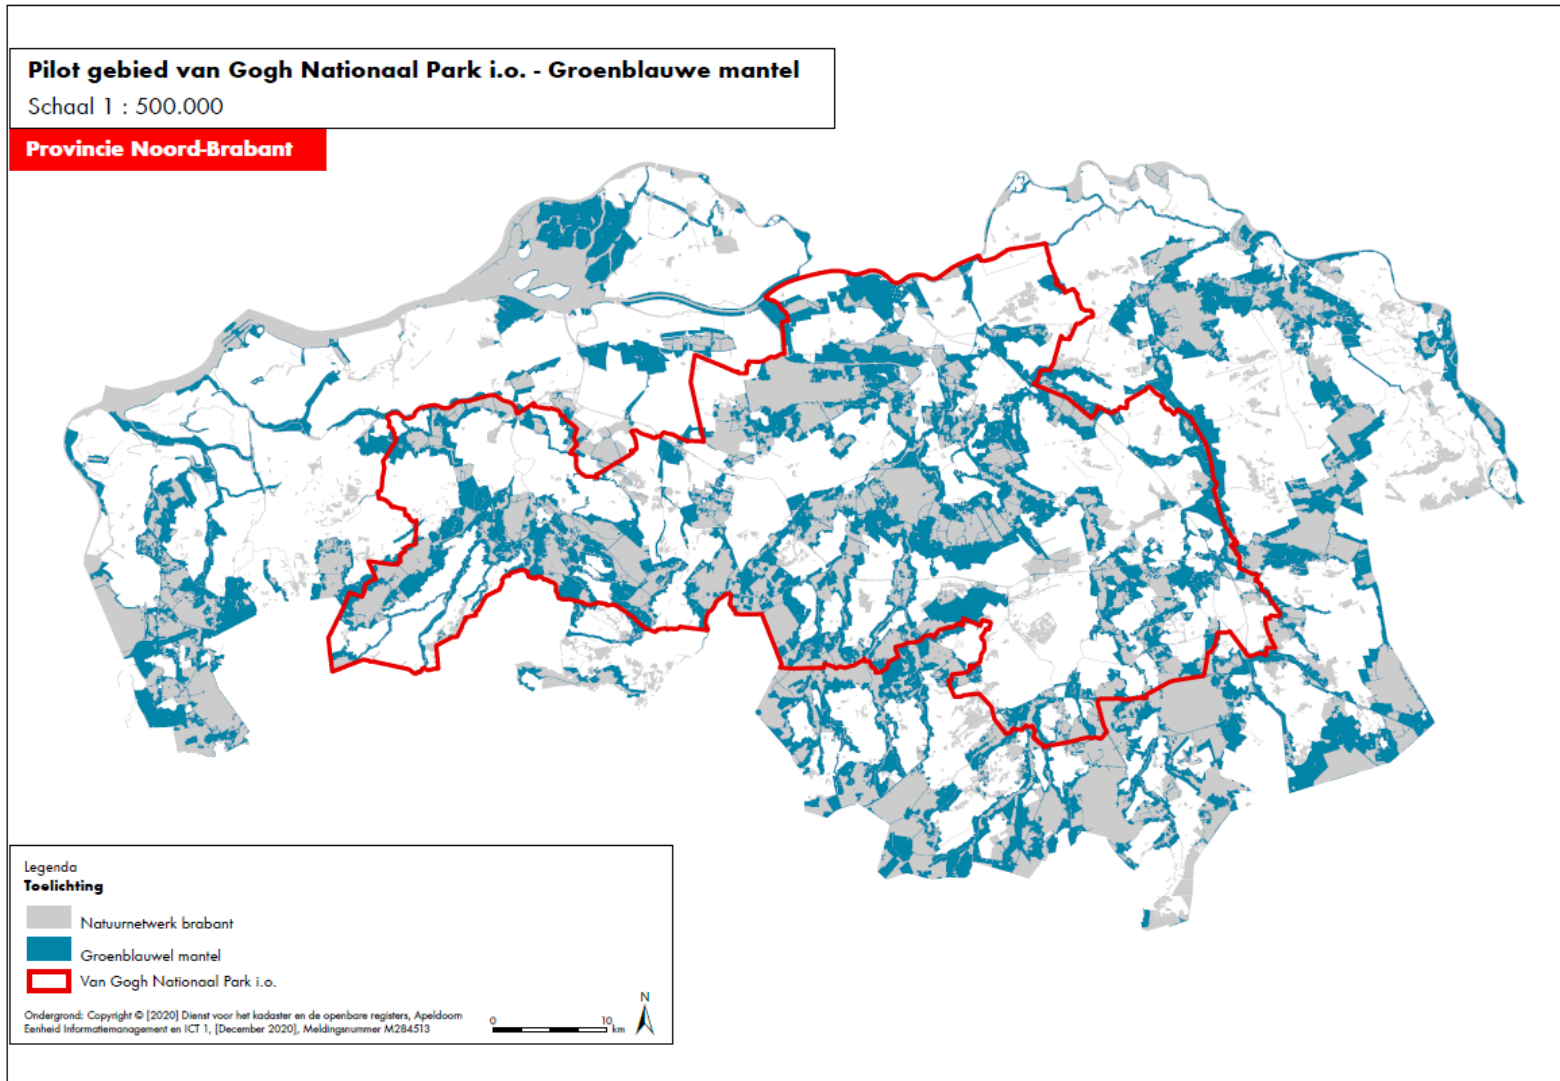 Pilot gebied van Gogh Nationaal Park i.o. - Groenblauwe mantel
Schaal 1 : 500.000
Provincie Noord-Brabant
Legenda
Toelichting
Natuurnetwerk brabant
Groenblauwel mantel
Van Gogh Nationaal Park i.o.
Ondergrond: Copyright © [2020] Dienst voor het kadaster en de openbare registers, Apeldoorn
Eenheid Informatiemanagement en ICT 1, [December 2020], Meldingsnummer M284513
0 10 km
N